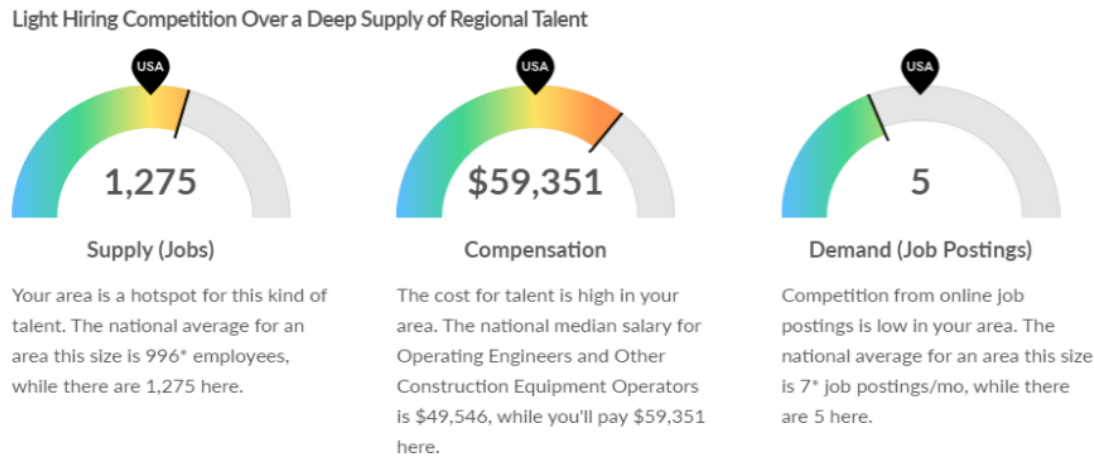 Light Hiring Competition Over a Deep Supply of Regional Talent
USA
1,275
Supply (Jobs)
Your area is a hotspot for this kind of
talent. The national average for an
area this size is 996* employees,
while there are 1,275 here.
USA
$59,351
Compensation
The cost for talent is high in your
area. The national median salary for
Operating Engineers and Other
Construction Equipment Operators
is $49,546, while you'll pay $59,351
here.
USA
5
Demand (Job Postings)
Competition from online job
postings is low in your area. The
national average for an area this size
is 7* job postings/mo, while there
are 5 here.